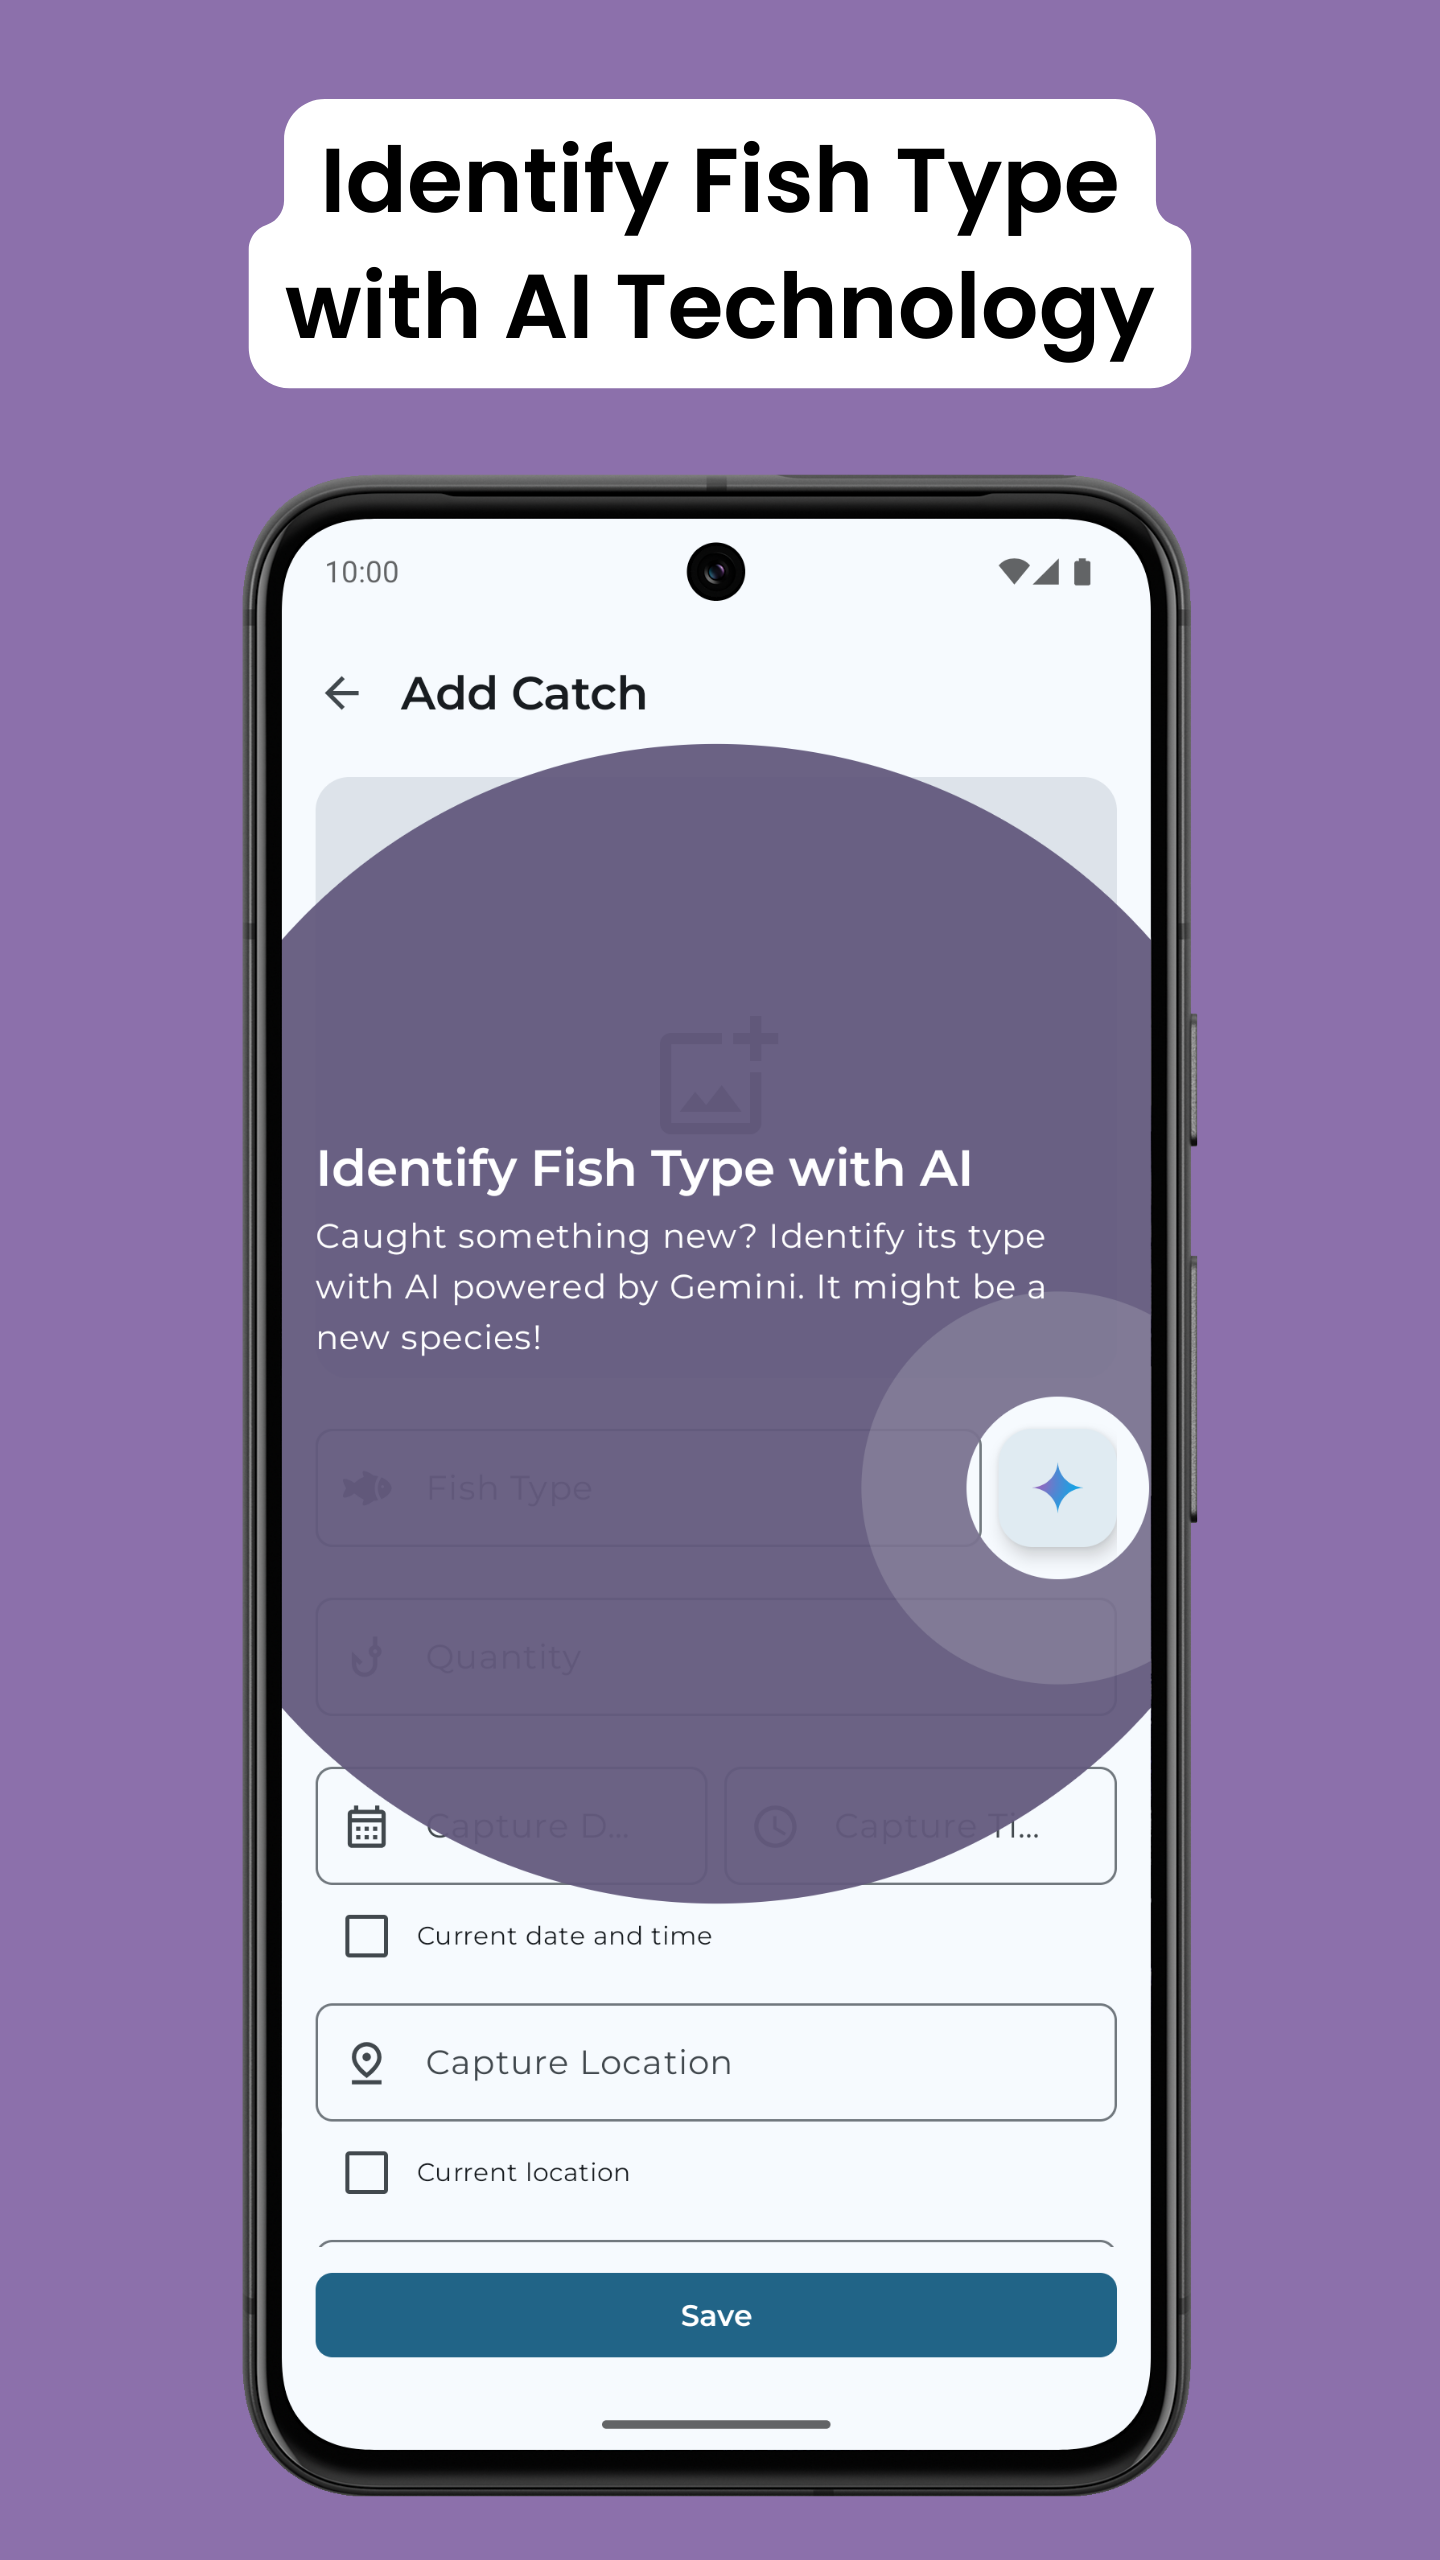 Identify Fish Type
with AI Technology
10:00
Add Catch
Identify Fish Type with AI
Caught something new? Identify its type
with AI powered by Gemini. It might be a
new species!
Fish Type
Quantity
Capture D...
Capture Ti...
Current date and time
Capture Location
Current location
Save